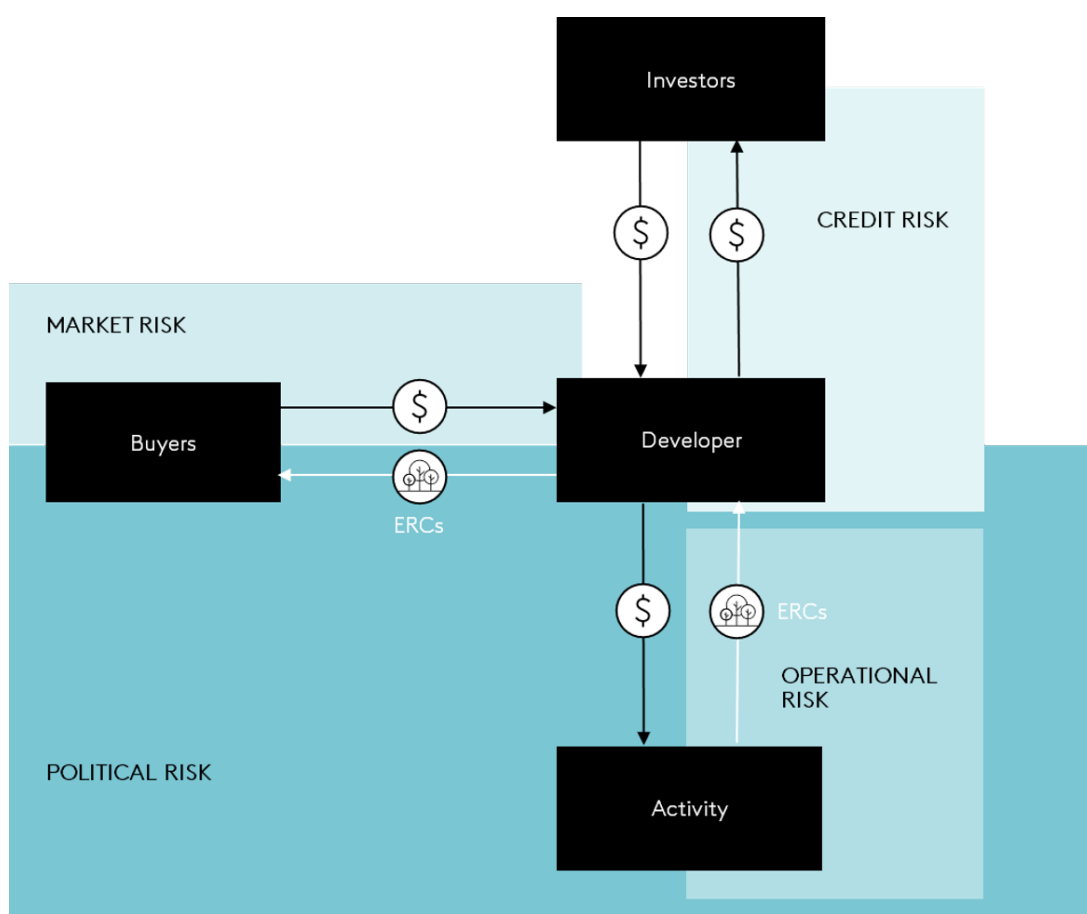 Investors
$
$
CREDIT RISK
MARKET RISK
$
Buyers
Developer
ERCs
$
ERCs
OPERATIONAL
RISK
POLITICAL RISK
Activity